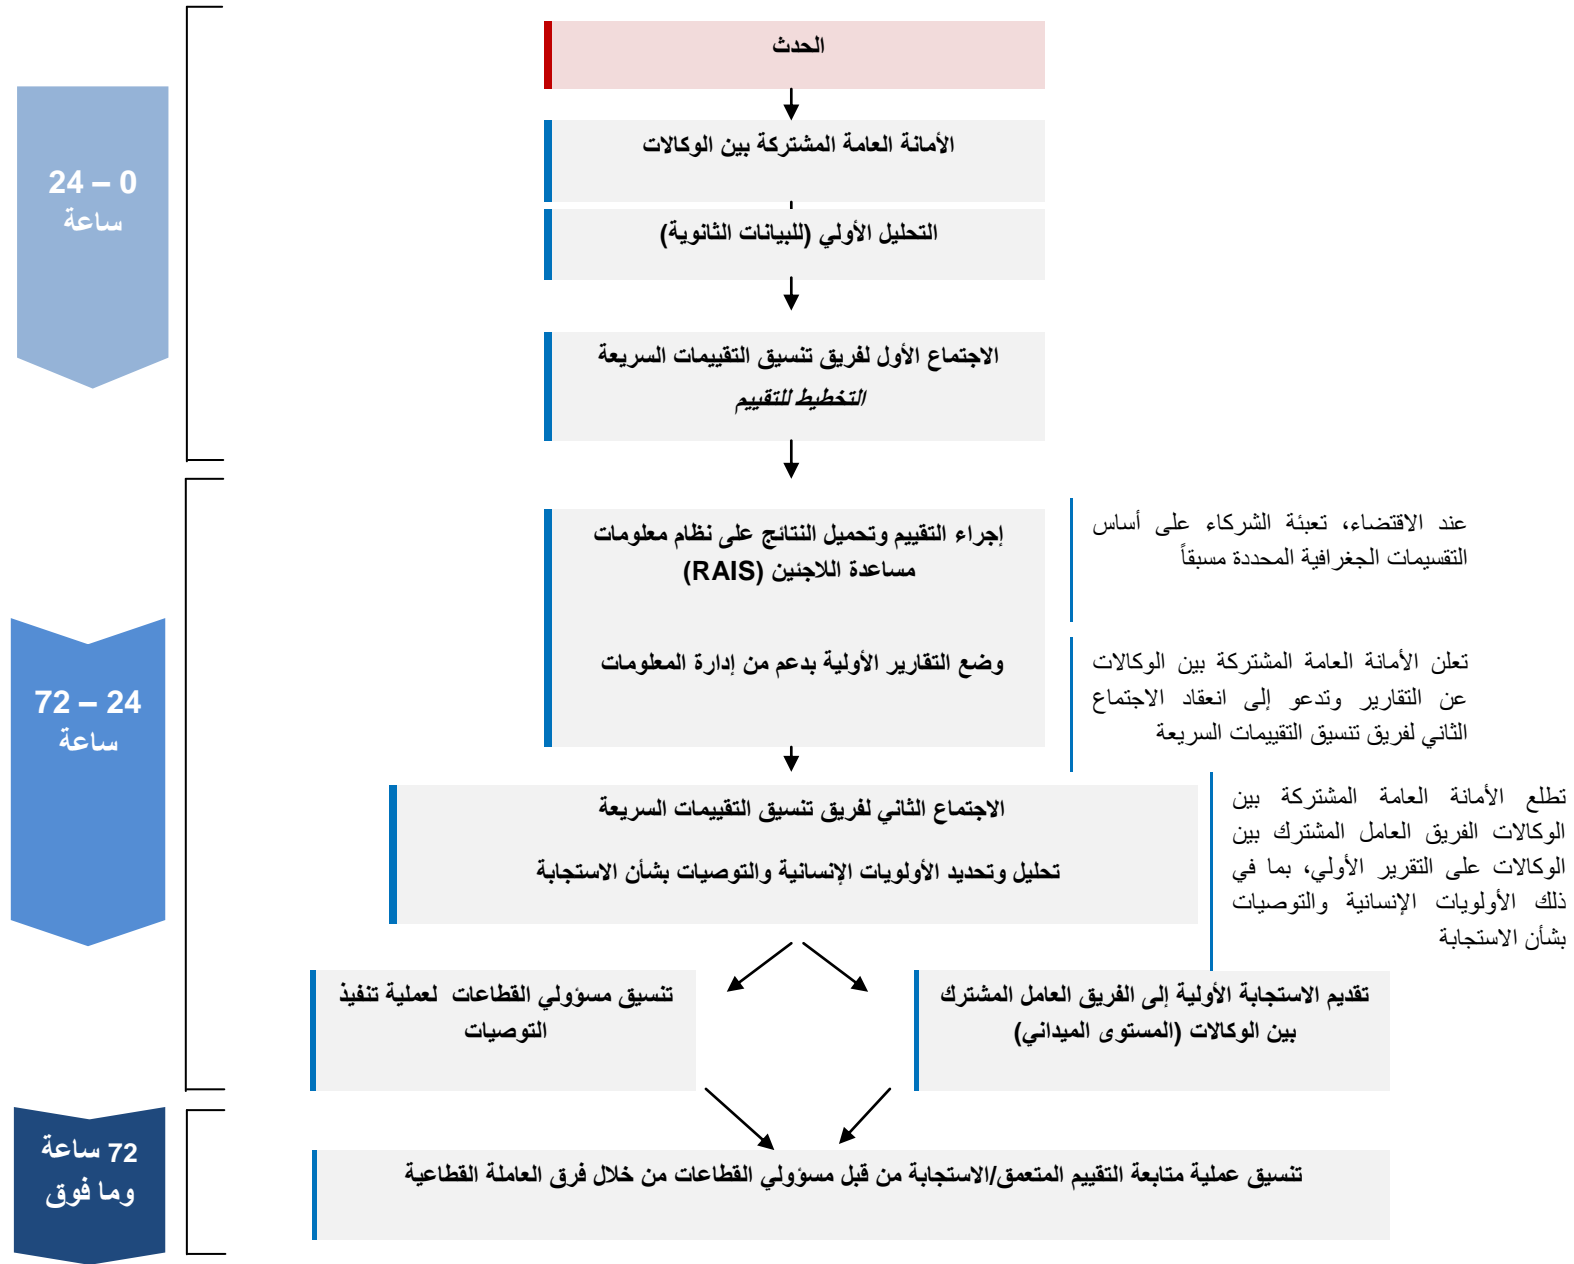 الحدث
الأمانة العامة المشتركة بين الوكالات
24 – 0
ساعة
التحليل الأولي (للبيانات الثانوية)
الاجتماع الأول لفريق تنسيق التقييمات السريعة
التخطيط للتقييم
إجراء التقييم وتحميل النتائج على نظام معلومات
مساعدة اللاجئين (RAIS)
عند الاقتضاء، تعبئة الشركاء على أساس
التقسيمات الجغرافية المحددة مسبقاً
وضع التقارير الأولية بدعم من إدارة المعلومات
تعلن الأمانة العامة المشتركة بين الوكالات
عن التقارير وتدعو إلى انعقاد الاجتماع
الثاني لفريق تنسيق التقييمات السريعة
72 – 24
ساعة
الاجتماع الثاني لفريق تنسيق التقييمات السريعة
تحليل وتحديد الأولويات الإنسانية والتوصيات بشأن الاستجابة
تطلع الأمانة العامة المشتركة بين
الوكالات الفريق العامل المشترك بين
الوكالات على التقرير الأولي، بما في
ذلك الأولويات الإنسانية والتوصيات
بشأن الاستجابة
تقديم الاستجابة الأولية إلى الفريق العامل المشترك
بين الوكالات (المستوى الميداني)
تنسيق مسؤولي القطاعات لعملية تنفيذ
التوصيات
72 ساعة
وما فوق
تنسيق عملية متابعة التقييم المتعمق/الاستجابة من قبل مسؤولي القطاعات من خلال فرق العاملة القطاعية